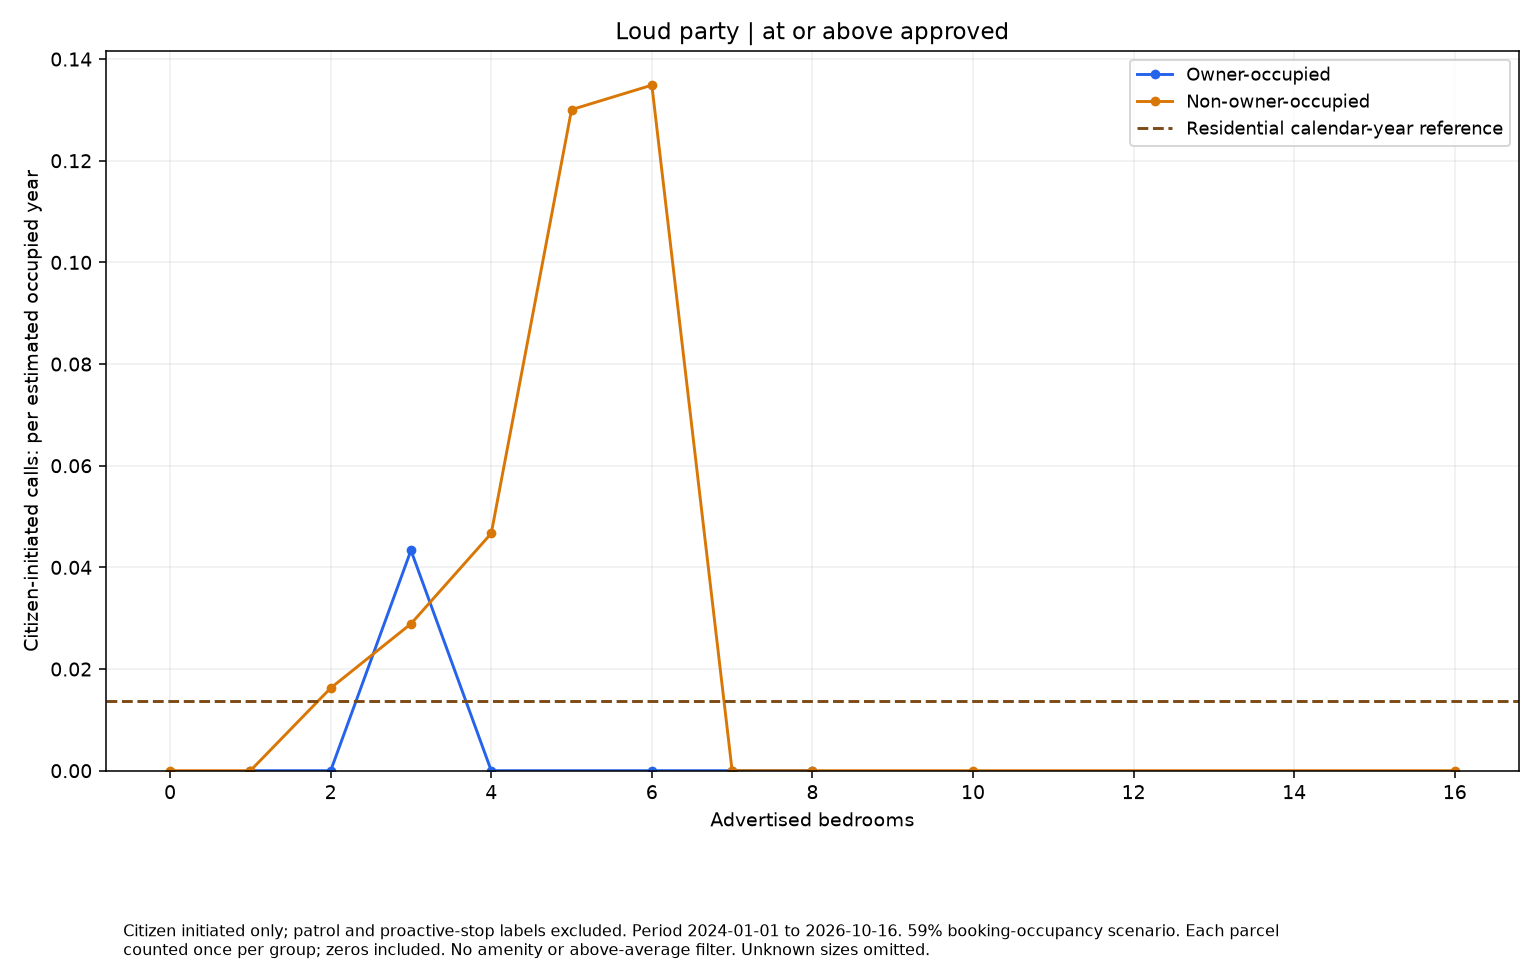 Loud party | at or above approved
Owner-occupied
Non-owner-occupied
Residential calendar-year reference
Citizen-initiated calls: per estimated occupied year
0.14
0.12
0.10
0.08
0.06
0.04
0.02
0.00
0 2 4 6 8 10 12 14 16
Advertised bedrooms
Citizen initiated only; patrol and proactive-stop labels excluded. Period 2024-01-01 to 2026-10-16. 59% booking-occupancy scenario. Each parcel
counted once per group; zeros included. No amenity or above-average filter. Unknown sizes omitted.